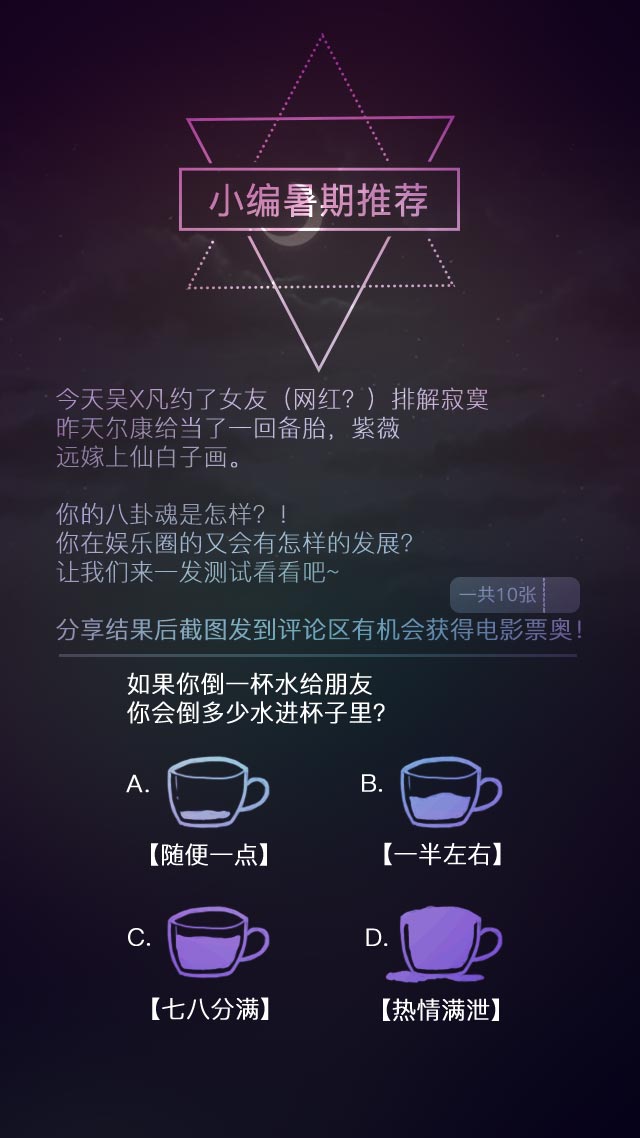 小编暑期推荐
今天吴X凡约了女友（网红？）排解寂寞
昨天尔康给当了一回备胎，紫薇
远嫁上仙白子画。
你的八卦魂是怎样？！
你在娱乐圈的又会有怎样的发展？
让我们来一发测试看看吧~
一共10张
分享结果后截图发到评论区有机会获得电影票奥！
如果你倒一杯水给朋友
你会倒多少水进杯子里？
A. B.
【随便一点】 【一半左右】
C. D.
【七八分满】 【热情满泄】